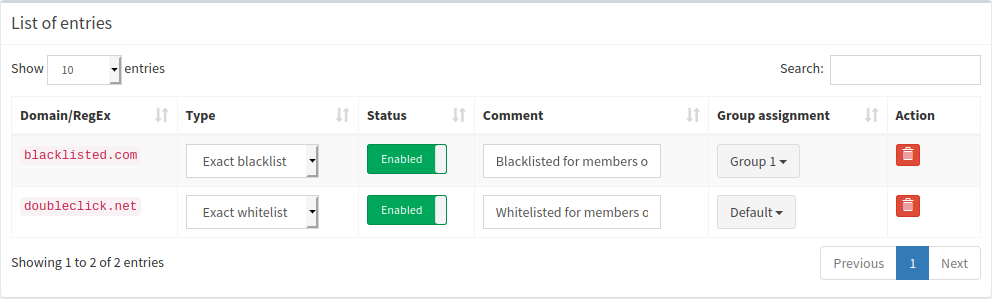 List of entries
Show 10 entries Search:
Domain/RegEx Type Status Comment Group assignment Action
blacklisted.com Exact blacklist Enabled Blacklisted for members o Group 1
doubleclick.net Exact whitelist Enabled Whitelisted for members o Default
Showing 1 to 2 of 2 entries Previous 1 Next